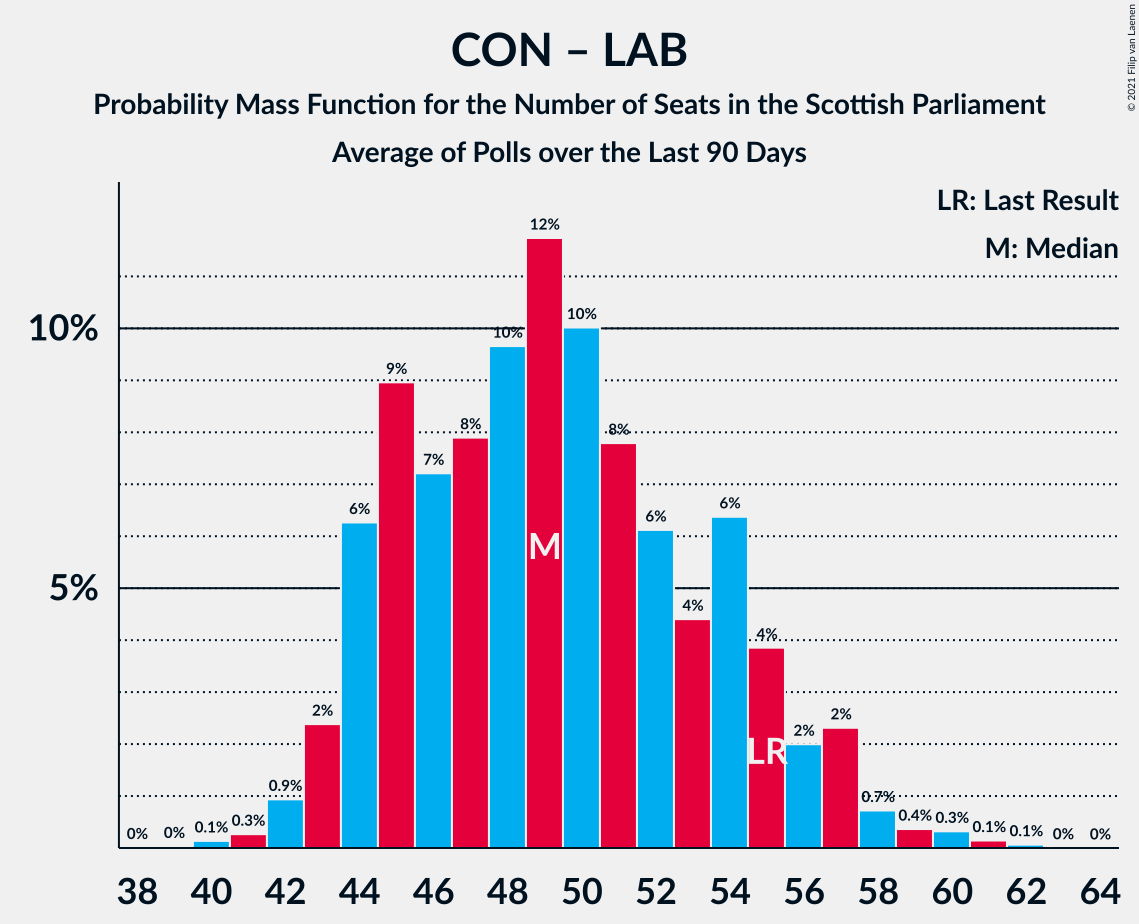 CON – LAB
Probability Mass Function for the Number of Seats in the Scottish Parliament
Average of Polls over the Last 90 Days
© 2021 Filip van Laenen
LR: Last Result
M: Median
10%
5%
0% 0% 0.1% 0.3% 0.9% 2% 6% 9% 7% 8% 10% 12% 10% 8% 6% 4% 6% 4% 2% 2% 0.7% 0.4% 0.3% 0.1% 0.1% 0% 0%
M
LR
38 40 42 44 46 48 50 52 54 56 58 60 62 64